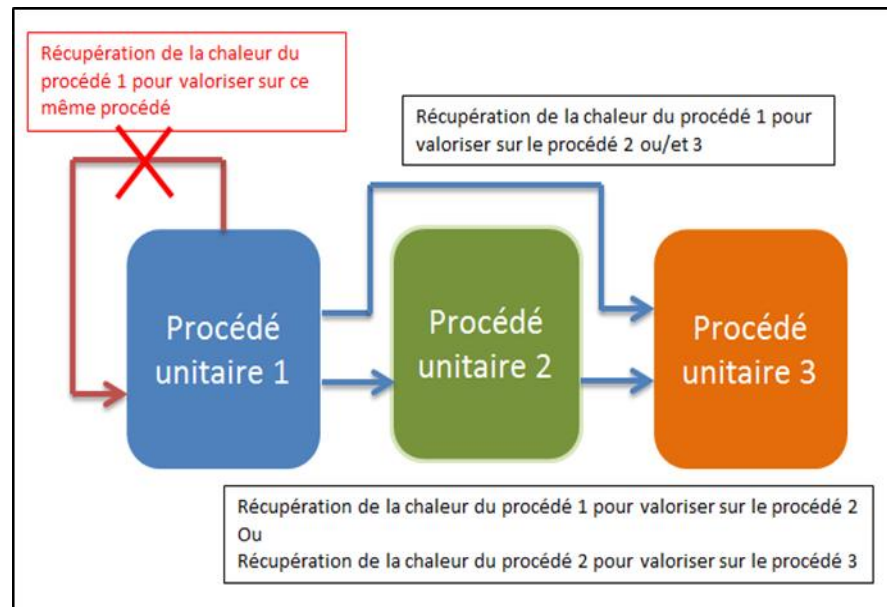 Récupération de la chaleur du
procédé 1 pour valoriser sur ce
même procédé
Récupération de la chaleur du procédé 1 pour
valoriser sur le procédé 2 ou/et 3
Procédé
unitaire 1
Procédé
unitaire 2
Procédé
unitaire 3
Récupération de la chaleur du procédé 1 pour valoriser sur le procédé 2
Ou
Récupération de la chaleur du procédé 2 pour valoriser sur le procédé 3